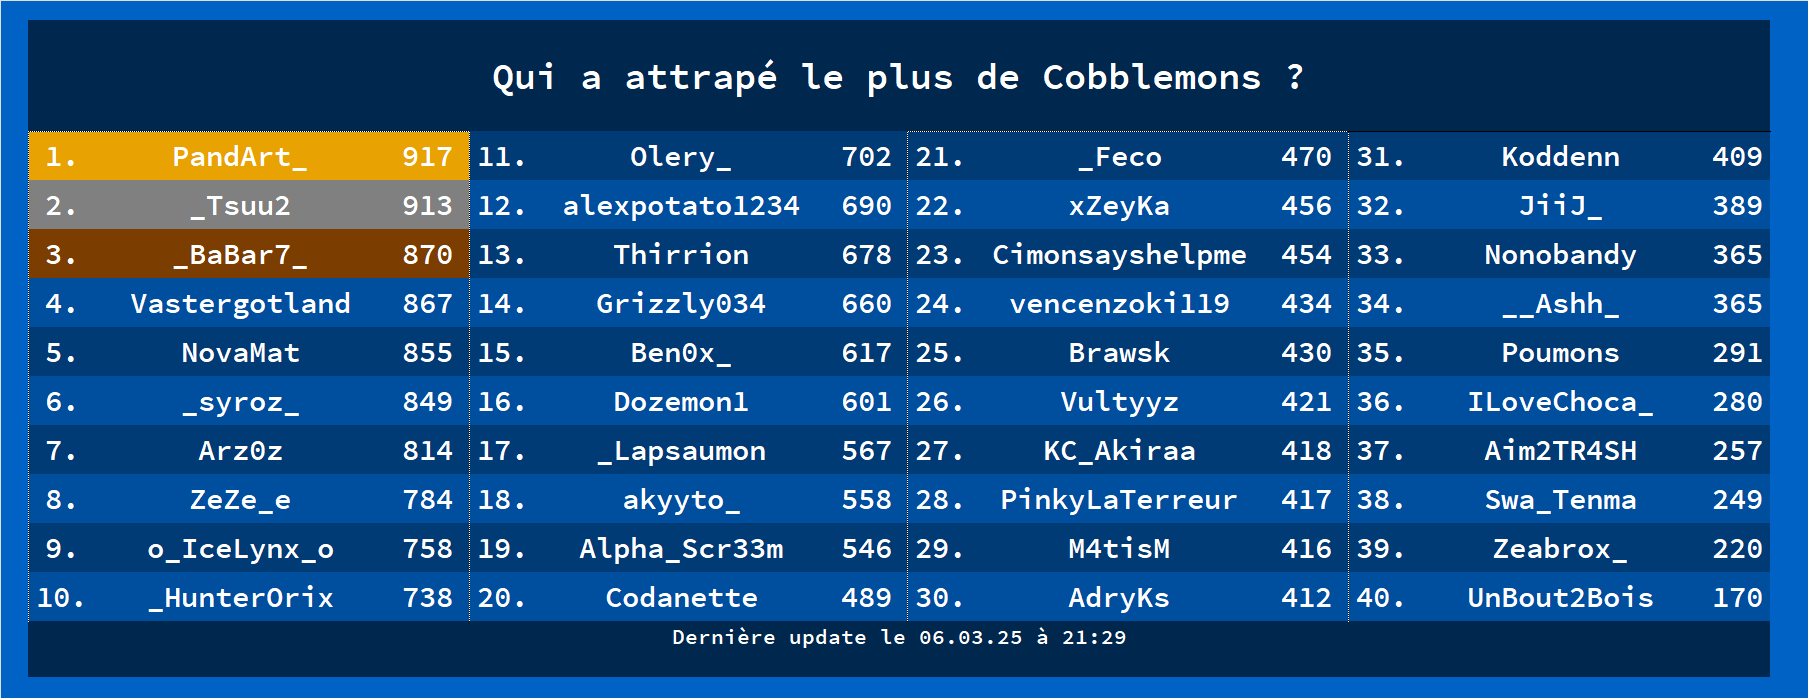 Qui a attrapé le plus de Cobblemons ?
1. PandArt_ 917 11. Olery_ 702 21. _Feco 470 31. Koddenn 409
2. _Tsuu2 913 12. alexpotato1234 690 22. xZeyKa 456 32. JiiJ_ 389
3. _BaBar7_ 870 13. Thirrion 678 23. Cimonsayshelpme 454 33. Nonobandy 365
4. Vastergotland 867 14. Grizzly034 660 24. vencenzoki119 434 34. __Ashh_ 365
5. NovaMat 855 15. Ben0x_ 617 25. Brawsk 430 35. Poumons 291
6. _syroz_ 849 16. Dozemon1 601 26. Vultyyz 421 36. ILoveChoca_ 280
7. Arz0z 814 17. _Lapsaumon 567 27. KC_Akiraa 418 37. Aim2TR4SH 257
8. ZeZe_e 784 18. akyyto_ 558 28. PinkyLaTerreur 417 38. Swa_Tenma 249
9. o_IceLynx_o 758 19. Alpha_Scr33m 546 29. M4tisM 416 39. Zeabrox_ 220
10. _HunterOrix 738 20. Codanette 489 30. AdryKs 412 40. UnBout2Bois 170
Dernière update le 06.03.25 à 21:29